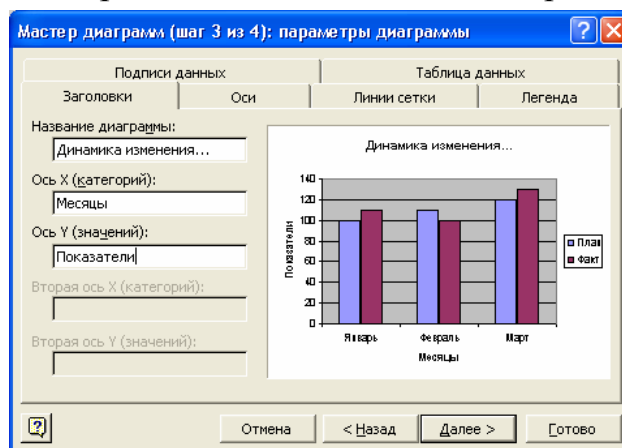 Мастер диаграмм (шаг 3 из 4): параметры диаграммы
Подписи данных
Таблица данных
Заголовки
Оси
Линии сетки
Легенда
Название диаграммы:
Динамика изменения...
Ось X (категорий):
Месяцы
Ось Y (значений):
Показатели
Вторая ось X (категорий):
Вторая ось Y (значений):
Динамика изменения...
140
120
100
80
60
40
20
0
Показатели
Январь
Февраль
Март
Месяцы
План
Факт
Отмена
< Назад
Далее >
Готово